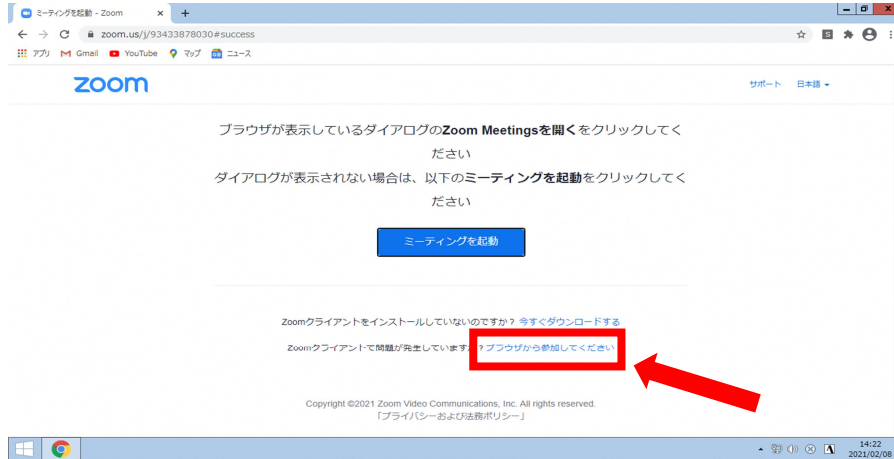 ミーティングを起動 - Zoom
zoom.us/j/93433878030#success
アプリ Gmail YouTube マップ ニュース
zoom
サポート 日本語
ブラウザが表示しているダイアログのZoom Meetingsを開くをクリックしてく
ださい
ダイアログが表示されない場合は、以下のミーティングを起動をクリックしてく
ださい
ミーティングを起動
Zoomクライアントをインストールしていないのですか？ 今すぐダウンロードする
Zoomクライアントで問題が発生していますか？ブラウザから参加してください
Copyright ©2021 Zoom Video Communications, Inc. All rights reserved.
「プライバシーおよび法務ポリシー」
A 14:22
2021/02/08